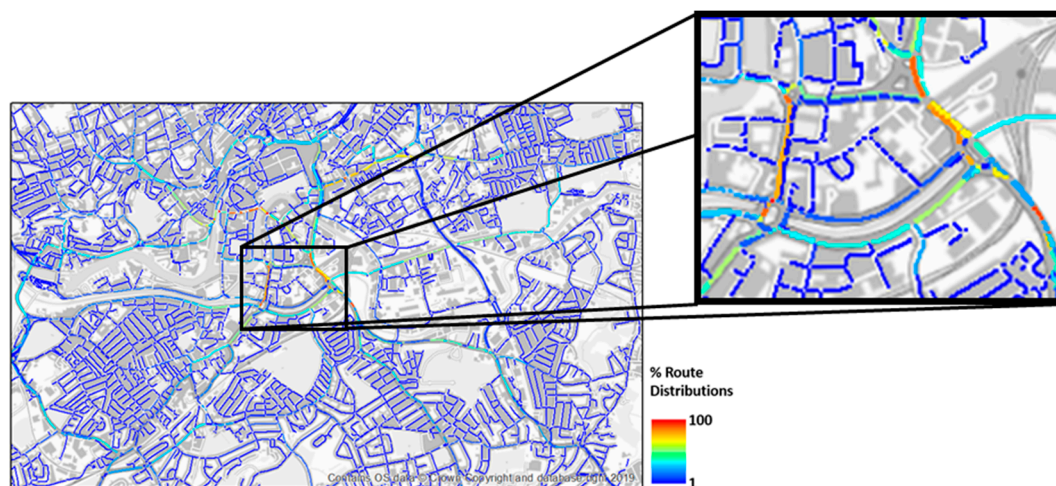 % Route
Distributions
100
1
Contains OS data © Crown Copyright and database right 2019